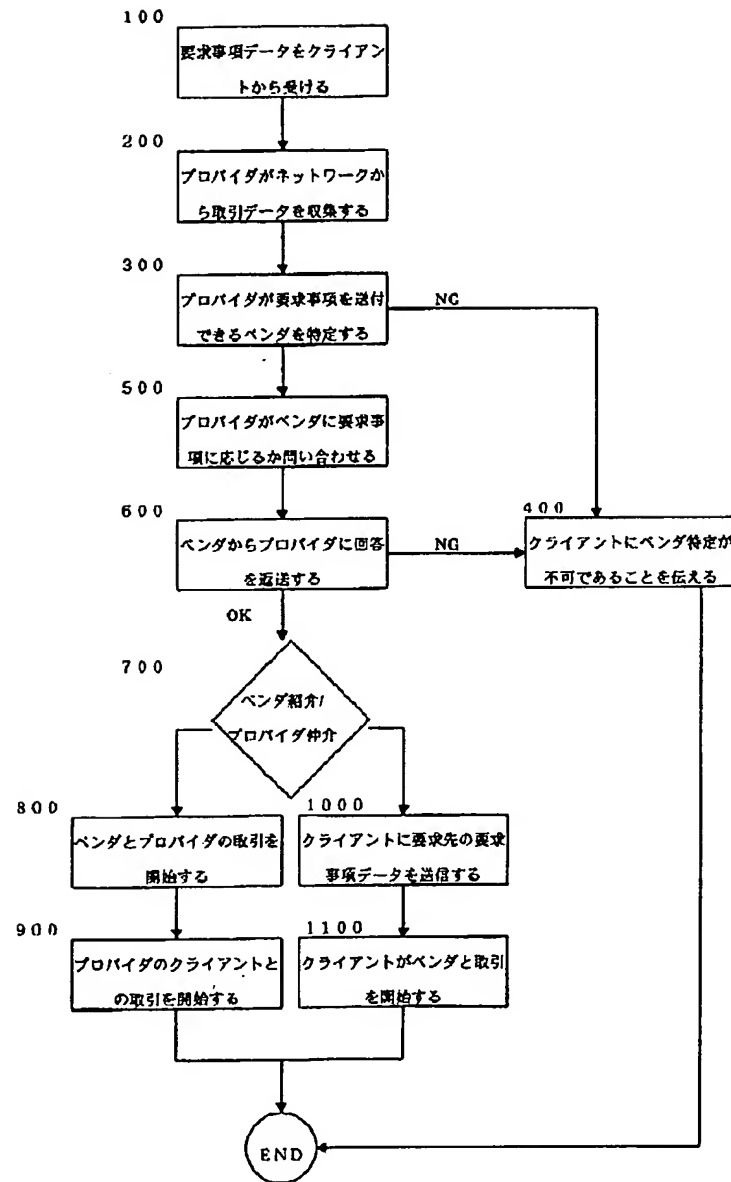 100
要求事項データをクライアン
トから受ける
200
プロバイダがネットワークか
ら取引データを収集する
300
プロバイダが要求事項を送付
できるベンダを特定する
NG
500
プロバイダがベンダに要求事
項に応じるか問い合わせる
600
ベンダからプロバイダに回答
を返送する
NG
400
クライアントにベンダ特定が
不可であることを伝える
OK
700
ベンダ紹介/
プロバイダ仲介
800
ベンダとプロバイダの取引を
開始する
1000
クライアントに要求先の要求
事項データを送信する
900
プロバイダのクライアントと
の取引を開始する
1100
クライアントがベンダと取引
を開始する
END